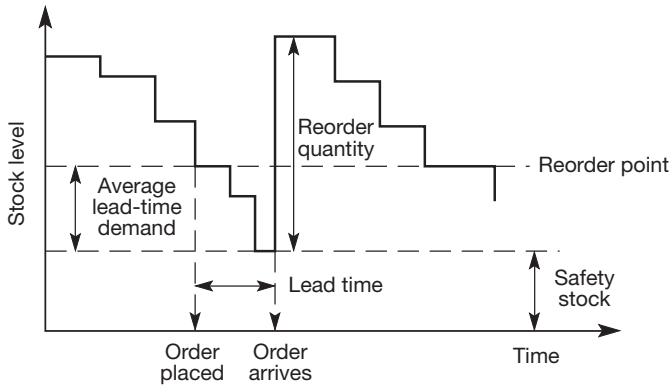 Stock level
Reorder
quantity
Reorder point
Average
lead-time
demand
Lead time
Safety
stock
Order
placed
Order
arrives
Time